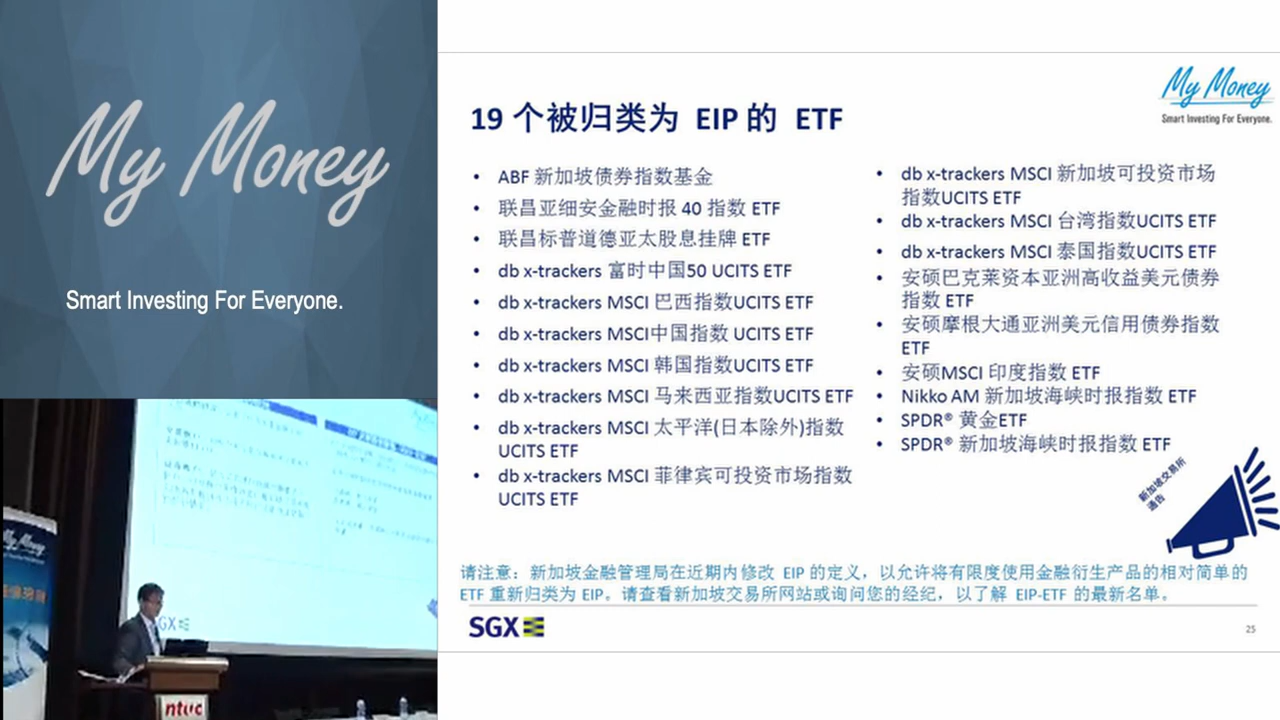 My Money
Smart Investing For Everyone.
My Money
Smart Investing For Everyone.
19 个被归类为 EIP 的 ETF
• ABF 新加坡债券指数基金
• 联昌亚细安金融时报 40 指数 ETF
• 联昌标普道德亚太股息挂牌 ETF
• db x-trackers 富时中国50 UCITS ETF
• db x-trackers MSCI 巴西指数UCITS ETF
• db x-trackers MSCI中国指数 UCITS ETF
• db x-trackers MSCI 韩国指数UCITS ETF
• db x-trackers MSCI 马来西亚指数UCITS ETF
• db x-trackers MSCI 太平洋(日本除外)指数
UCITS ETF
• db x-trackers MSCI 菲律宾可投资市场指数
UCITS ETF
• db x-trackers MSCI 新加坡可投资市场
指数UCITS ETF
• db x-trackers MSCI 台湾指数UCITS ETF
• db x-trackers MSCI 泰国指数UCITS ETF
• 安硕巴克莱资本亚洲高收益美元债券
指数 ETF
• 安硕摩根大通亚洲美元信用债券指数
ETF
• 安硕MSCI 印度指数 ETF
• Nikko AM 新加坡海峡时报指数 ETF
• SPDR® 黄金ETF
• SPDR® 新加坡海峡时报指数 ETF
新加坡交易所
通告
请注意：新加坡金融管理局在近期内修改 EIP 的定义，以允许将有限度使用金融衍生产品的相对简单的
ETF 重新归类为 EIP。请查看新加坡交易所网站或询问您的经纪，以了解 EIP-ETF 的最新名单。
SGX
25
My Money
SGX
ntuc